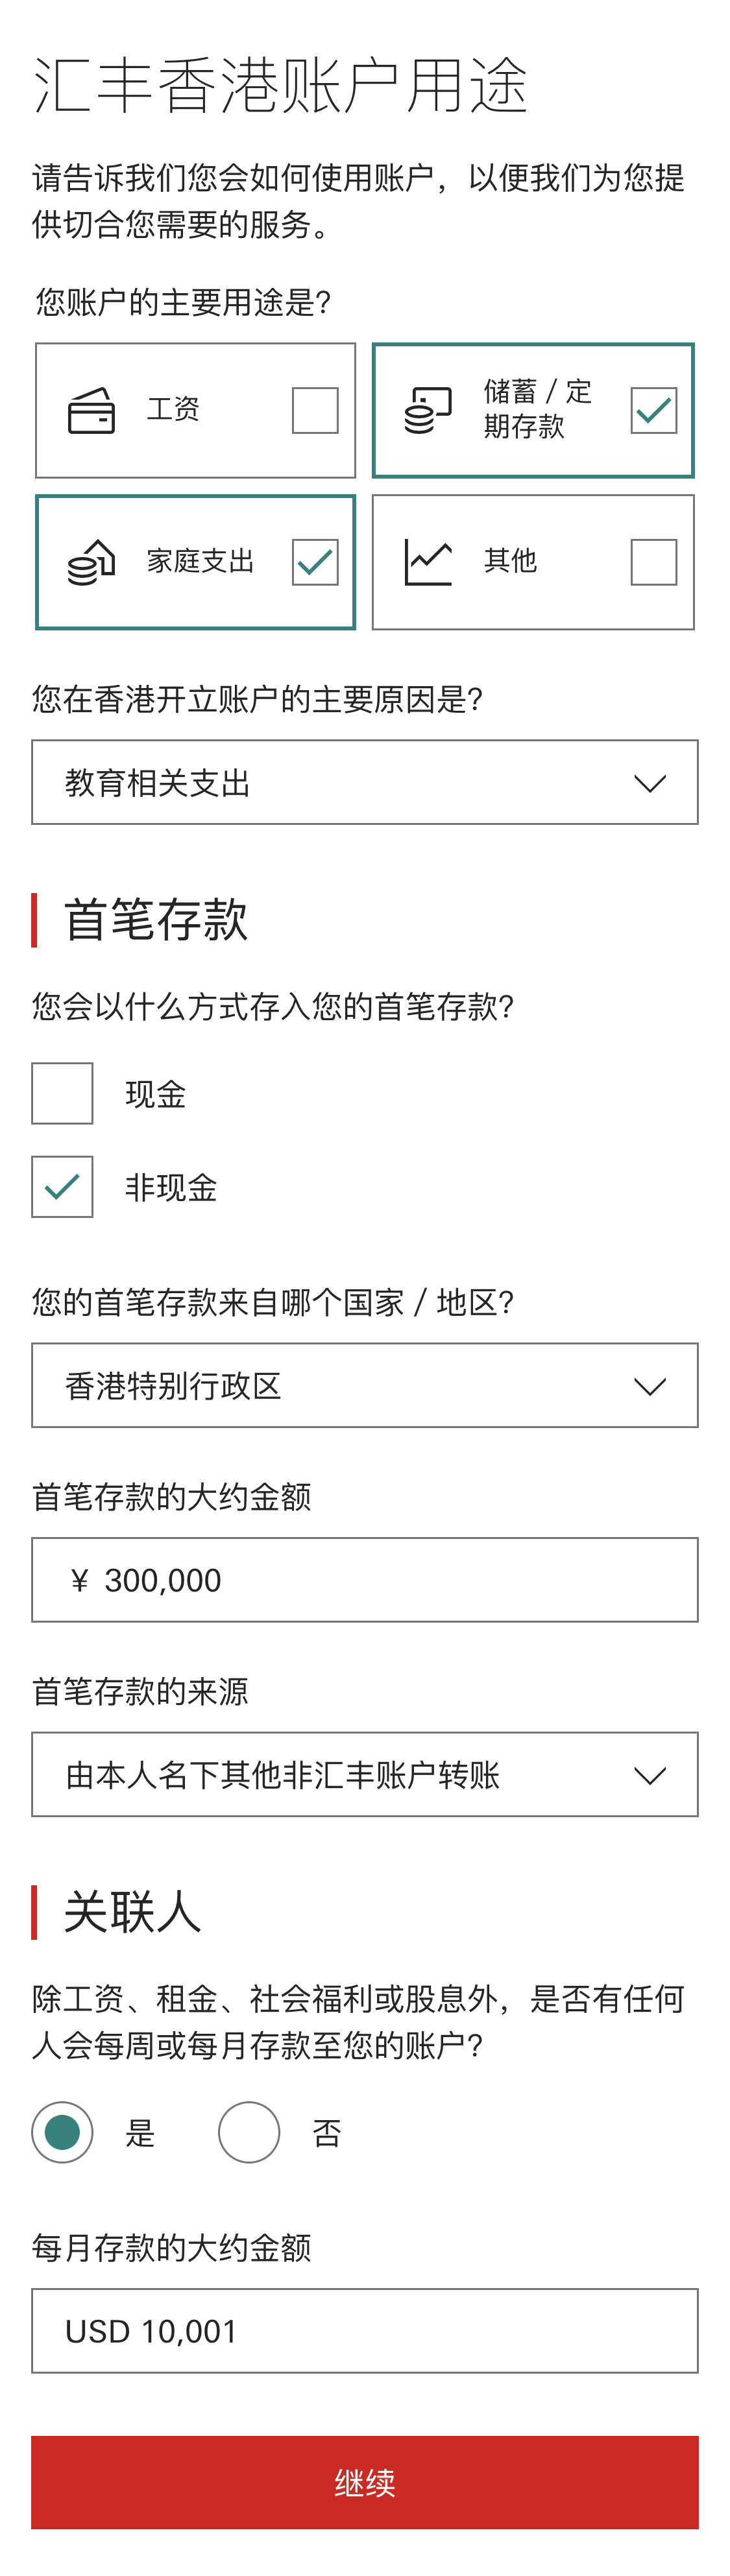 汇丰香港账户用途
请告诉我们您会如何使用账户，以便我们为您提
供切合您需要的服务。
您账户的主要用途是?
工资
储蓄 / 定
期存款
家庭支出
其他
您在香港开立账户的主要原因是?
教育相关支出
首笔存款
您会以什么方式存入您的首笔存款?
现金
非现金
您的首笔存款来自哪个国家 / 地区?
香港特别行政区
首笔存款的大约金额
¥ 300,000
首笔存款的来源
由本人名下其他非汇丰账户转账
关联人
除工资、租金、社会福利或股息外，是否有任何
人会每周或每月存款至您的账户?
是 否
每月存款的大约金额
USD 10,001
继续